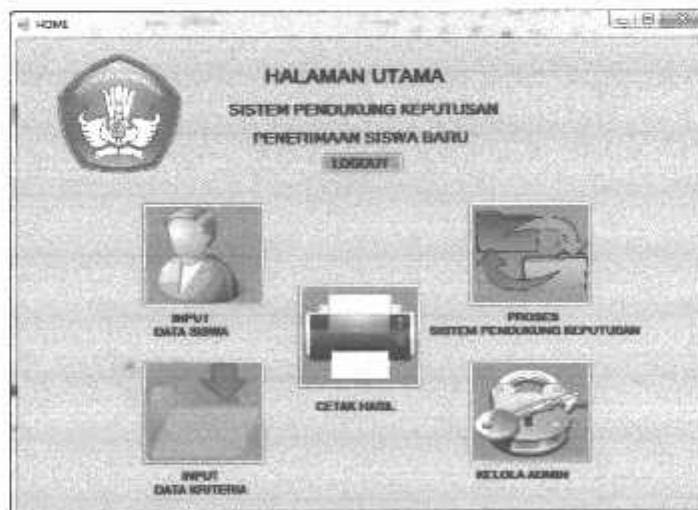 HOME
HALAMAN UTAMA
SISTEM PENDUKUNG KEPUTUSAN
PENERIMAAN SISWA BARU
LOGOUT
INPUT
DATA SISWA
PROSES
SISTEM PENDUKUNG KEPUTUSAN
CETAK HASIL
INPUT
DATA KRITERIA
KELOLA ADMIN